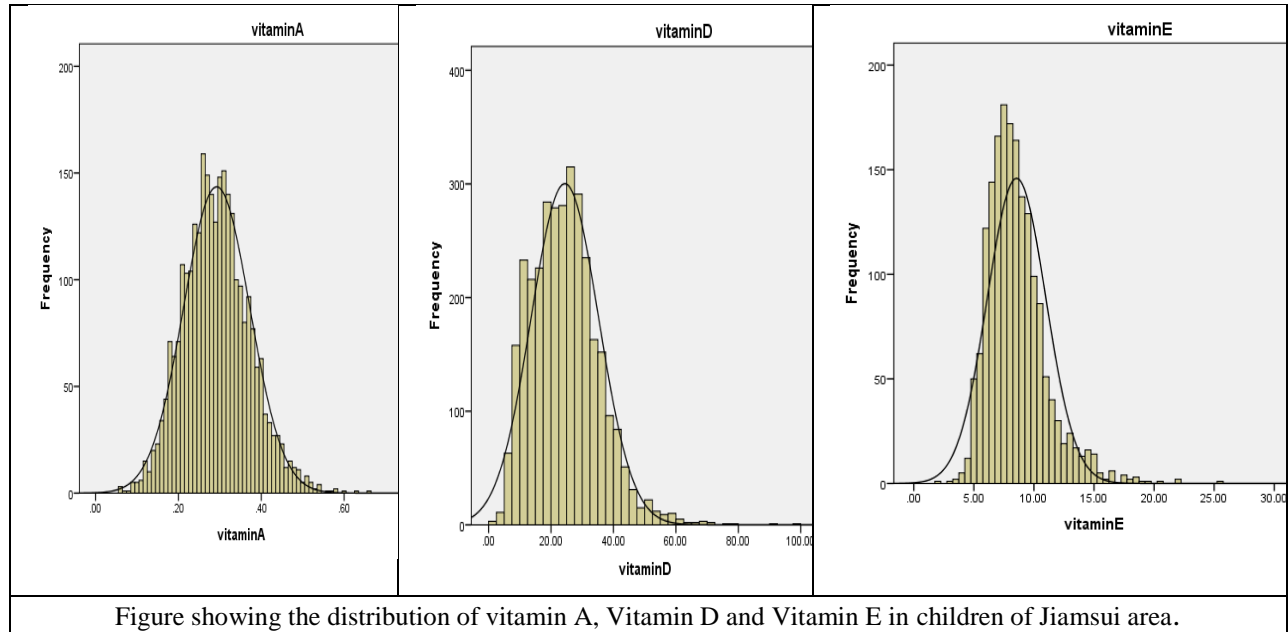 vitaminA
200
150
100
50
0
Frequency
.00 .20 .40 .60
vitaminA
vitaminD
400
300
200
100
0
Frequency
.00 20.00 40.00 60.00 80.00 100.00
vitaminD
vitaminE
200
150
100
50
0
Frequency
.00 5.00 10.00 15.00 20.00 25.00 30.00
vitaminE
Figure showing the distribution of vitamin A, Vitamin D and Vitamin E in children of Jiamsui area.